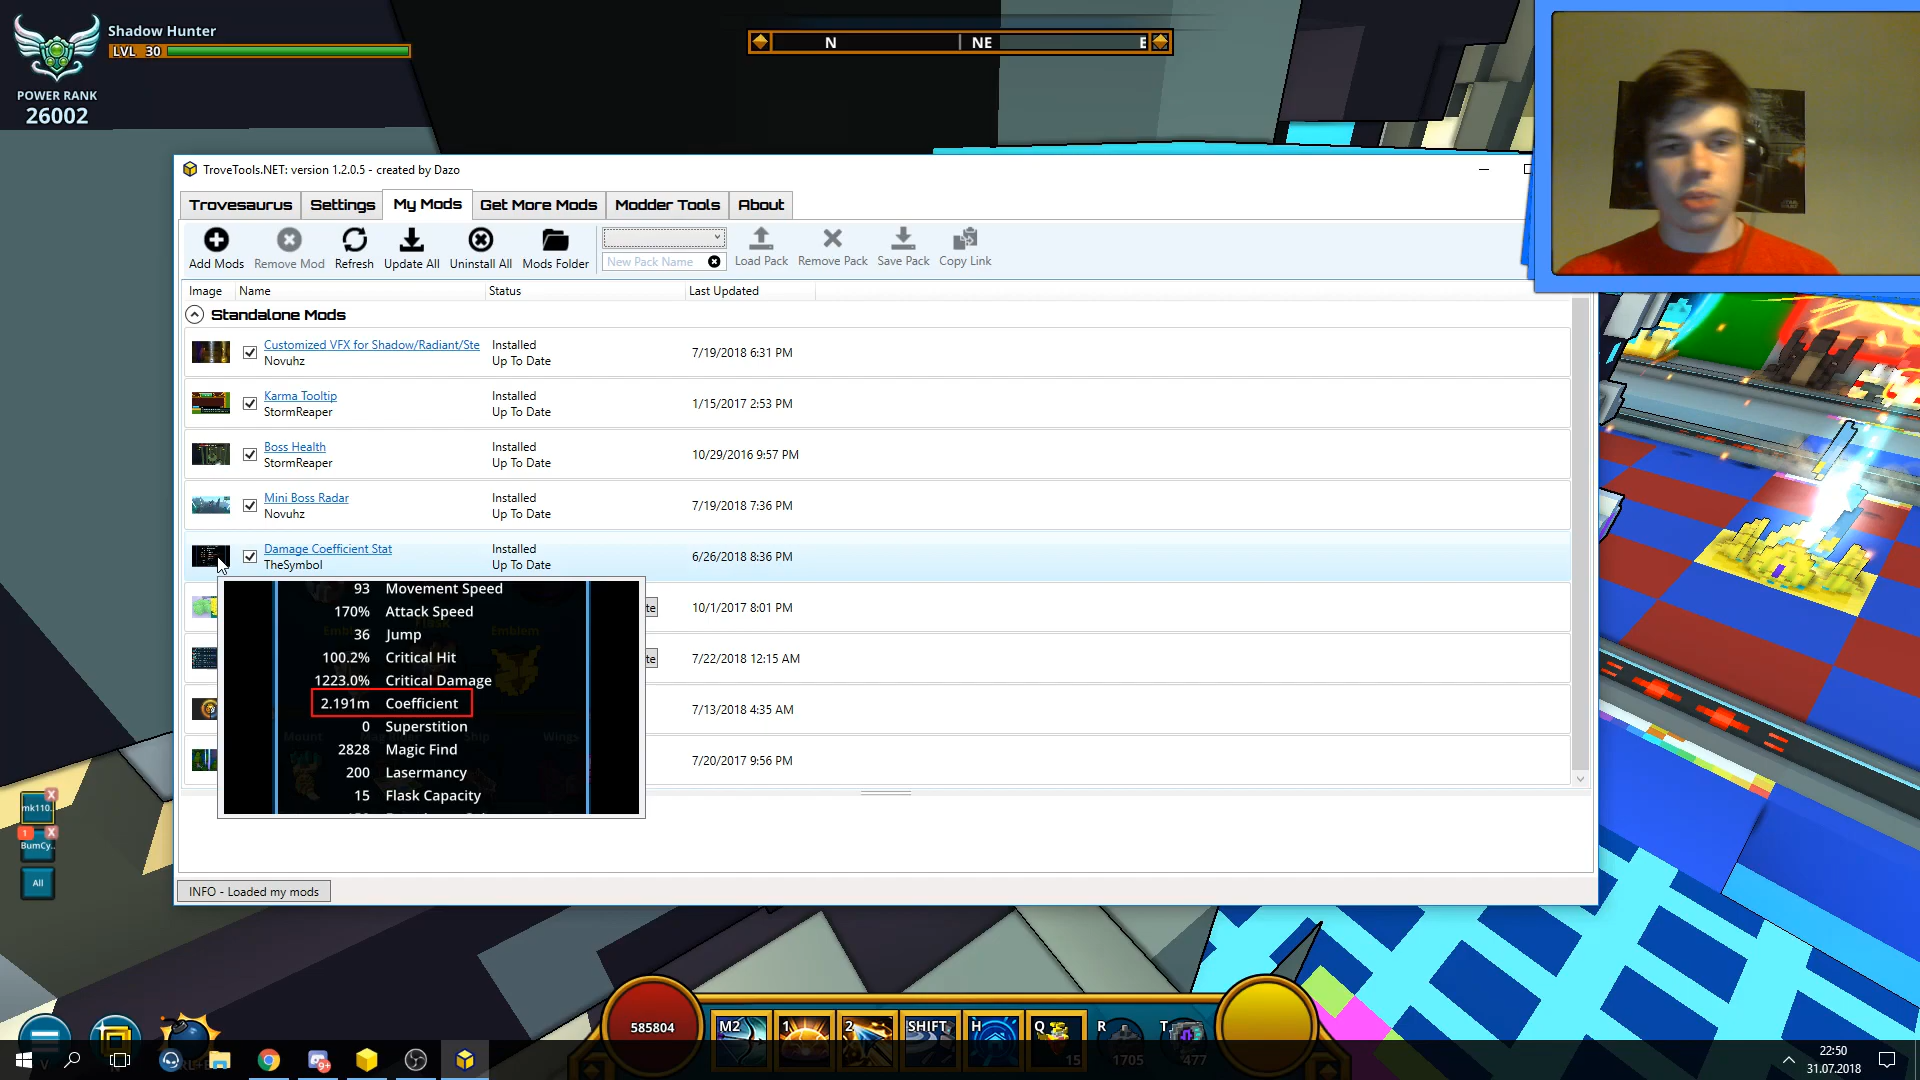 Shadow Hunter
LVL 30
POWER RANK
26002
N
NE
E
TroveTools.NET: version 1.2.0.5 - created by Dazo
Trovesaurus
Settings
My Mods
Get More Mods
Modder Tools
About
Add Mods
Remove Mod
Refresh
Update All
Uninstall All
Mods Folder
New Pack Name
Load Pack
Remove Pack
Save Pack
Copy Link
Image
Name
Status
Last Updated
Standalone Mods
Customized VFX for Shadow/Radiant/Ste
Novuhz
Installed
Up To Date
7/19/2018 6:31 PM
Karma Tooltip
StormReaper
Installed
Up To Date
1/15/2017 2:53 PM
Boss Health
StormReaper
Installed
Up To Date
10/29/2016 9:57 PM
Mini Boss Radar
Novuhz
Installed
Up To Date
7/19/2018 7:36 PM
Damage Coefficient Stat
TheSymbol
Installed
Up To Date
6/26/2018 8:36 PM
te
10/1/2017 8:01 PM
te
7/22/2018 12:15 AM
7/13/2018 4:35 AM
7/20/2017 9:56 PM
93 Movement Speed
170% Attack Speed
36 Jump
100.2% Critical Hit
1223.0% Critical Damage
2.191m Coefficient
0 Superstition
2828 Magic Find
200 Lasermancy
15 Flask Capacity
INFO - Loaded my mods
mk110..
1
BumCy..
All
585804
M2
1
2
SHIFT
H
Q
15
R
1705
T
477
22:50
31.07.2018